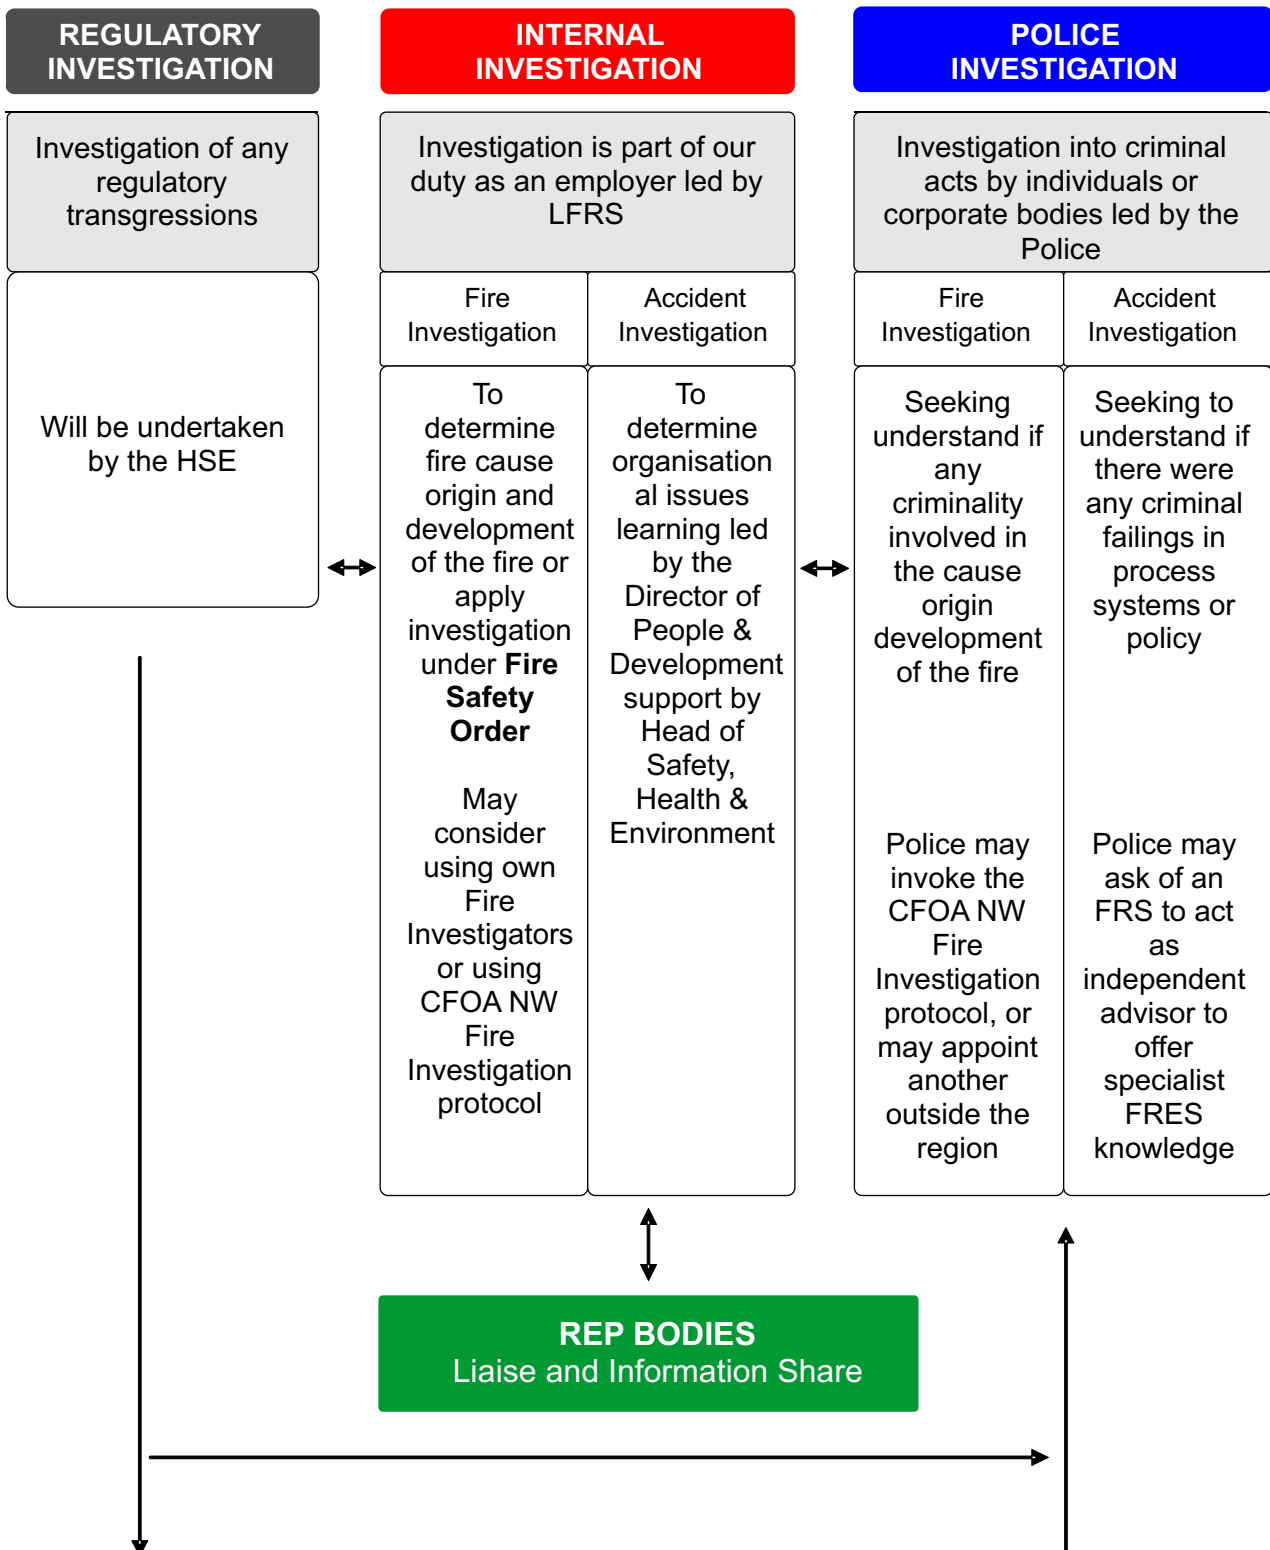 REGULATORY
INVESTIGATION
Investigation of any
regulatory
transgressions
Will be undertaken
by the HSE
INTERNAL
INVESTIGATION
Investigation is part of our
duty as an employer led by
LFRS
Fire
Investigation
To
determine
fire cause
origin and
development
of the fire or
apply
investigation
under Fire
Safety
Order
May
consider
using own
Fire
Investigators
or using
CFOA NW
Fire
Investigation
protocol
Accident
Investigation
To
determine
organisation
al issues
learning led
by the
Director of
People &
Development
support by
Head of
Safety,
Health &
Environment
POLICE
INVESTIGATION
Investigation into criminal
acts by individuals or
corporate bodies led by the
Police
Fire
Investigation
Seeking
understand if
any
criminality
involved in
the cause
origin
development
of the fire
Police may
invoke the
CFOA NW
Fire
Investigation
protocol, or
may appoint
another
outside the
region
Accident
Investigation
Seeking to
understand if
there were
any criminal
failings in
process
systems or
policy
Police may
ask of an
FRS to act
as
independent
advisor to
offer
specialist
FRES
knowledge
REP BODIES
Liaise and Information Share